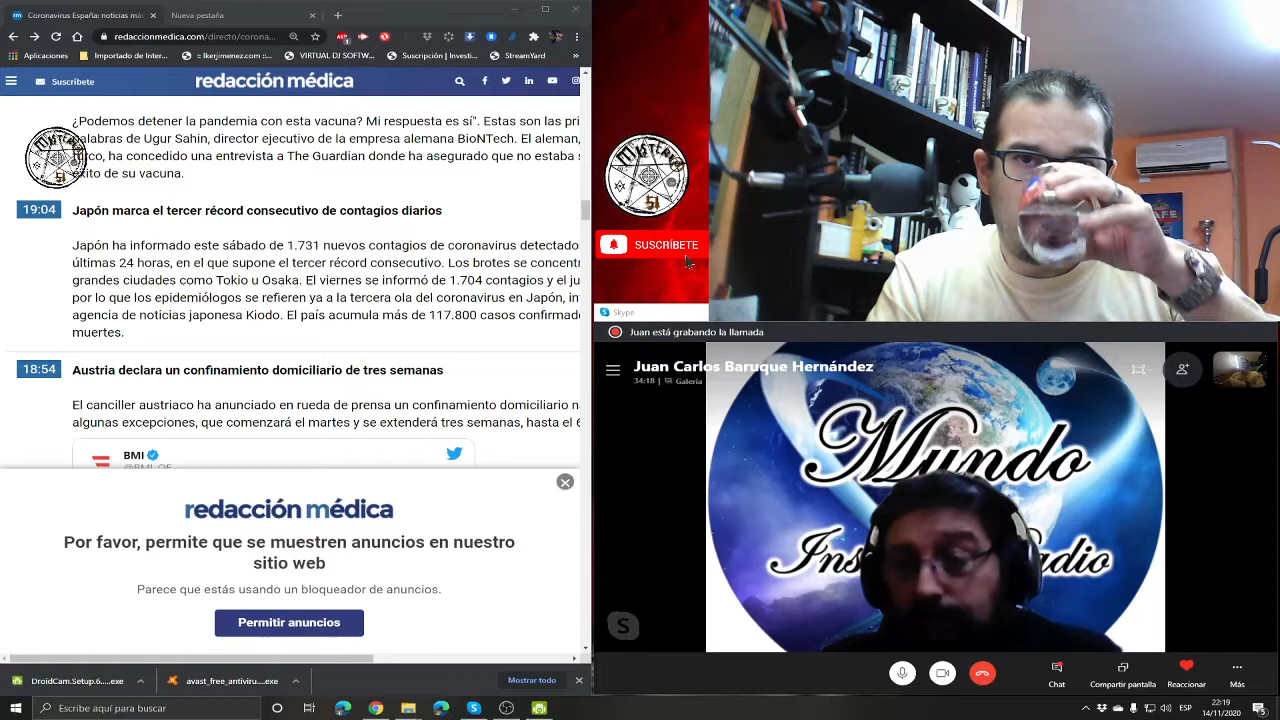 Coronavirus España noticias más
Nueva pestaña
redaccionmedica.com/directo/corona...
Aplicaciones
Importado de Inter...
:: Ikerjimenez.com ::...
VIRTUAL DJ SOFTW...
Suscripción | Investi...
StreamYard
Suscríbete
redacción médica
¿Podemos detener la pandemia con esta vacuna? Mi respuesta es sí". Estas son las pri
labras de Ugur Sahin, director ejecutivo de la empresa alemana BioNTech. El aleman,
co, ha concedido una entrevista a The Guardian donde ha asegurado que no estaba s
xito de su vacuna.
19:04
Japón marca el tercer récord consecutivo de contagios diarios
Japón ha informado este sábado de 1.731 nuevos contagios de coronavirus detectado
últimas 24 horas, en el que supone el tercer récord consecutivo. Los brotes se concen
grandes ciudades como Tokio u Osaka. El viernes se informó de 1.704 contagios y el ju
por lo que los epidemiólogos se refieren ya a la tercera ola del coronavirus en Japón, in
agencia de noticias japonesa Kiodo. El país acumula más de 117.800 casos confirmad
muertes.
18:54
Austria declara un confinamiento domiciliario de tres semanas
El canciller austriaco ha anunciado en rueda de prensa un confinamiento domiciliario n
algunas excepciones, que comenzará el martes y se extenderá tres semanas, hasta el 6
BMI
@BMI_OE
redacción médica
Por favor, permite que se muestren anuncios en nuestro
sitio web
Parece que estás usando un bloqueador de anuncios.
Permitir anuncios
DroidCam.Setup.6....exe
avast_free_antiviru....exe
Mostrar todo
Escribe aquí para buscar
51
SUSCRÍBETE
Skype
Juan está grabando la llamada
Juan Carlos Baruque Hernández
34:18 | Galería
Mundo
Chat
Compartir pantalla
Reaccionar
Más
ESP
22:19
14/11/2020